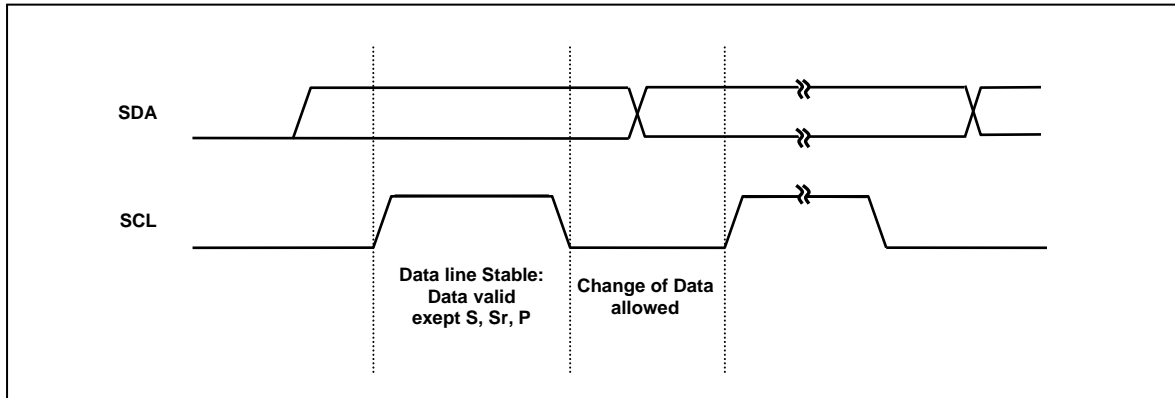 SDA
SCL
Data line Stable:
Data valid
exept S, Sr, P
Change of Data
allowed